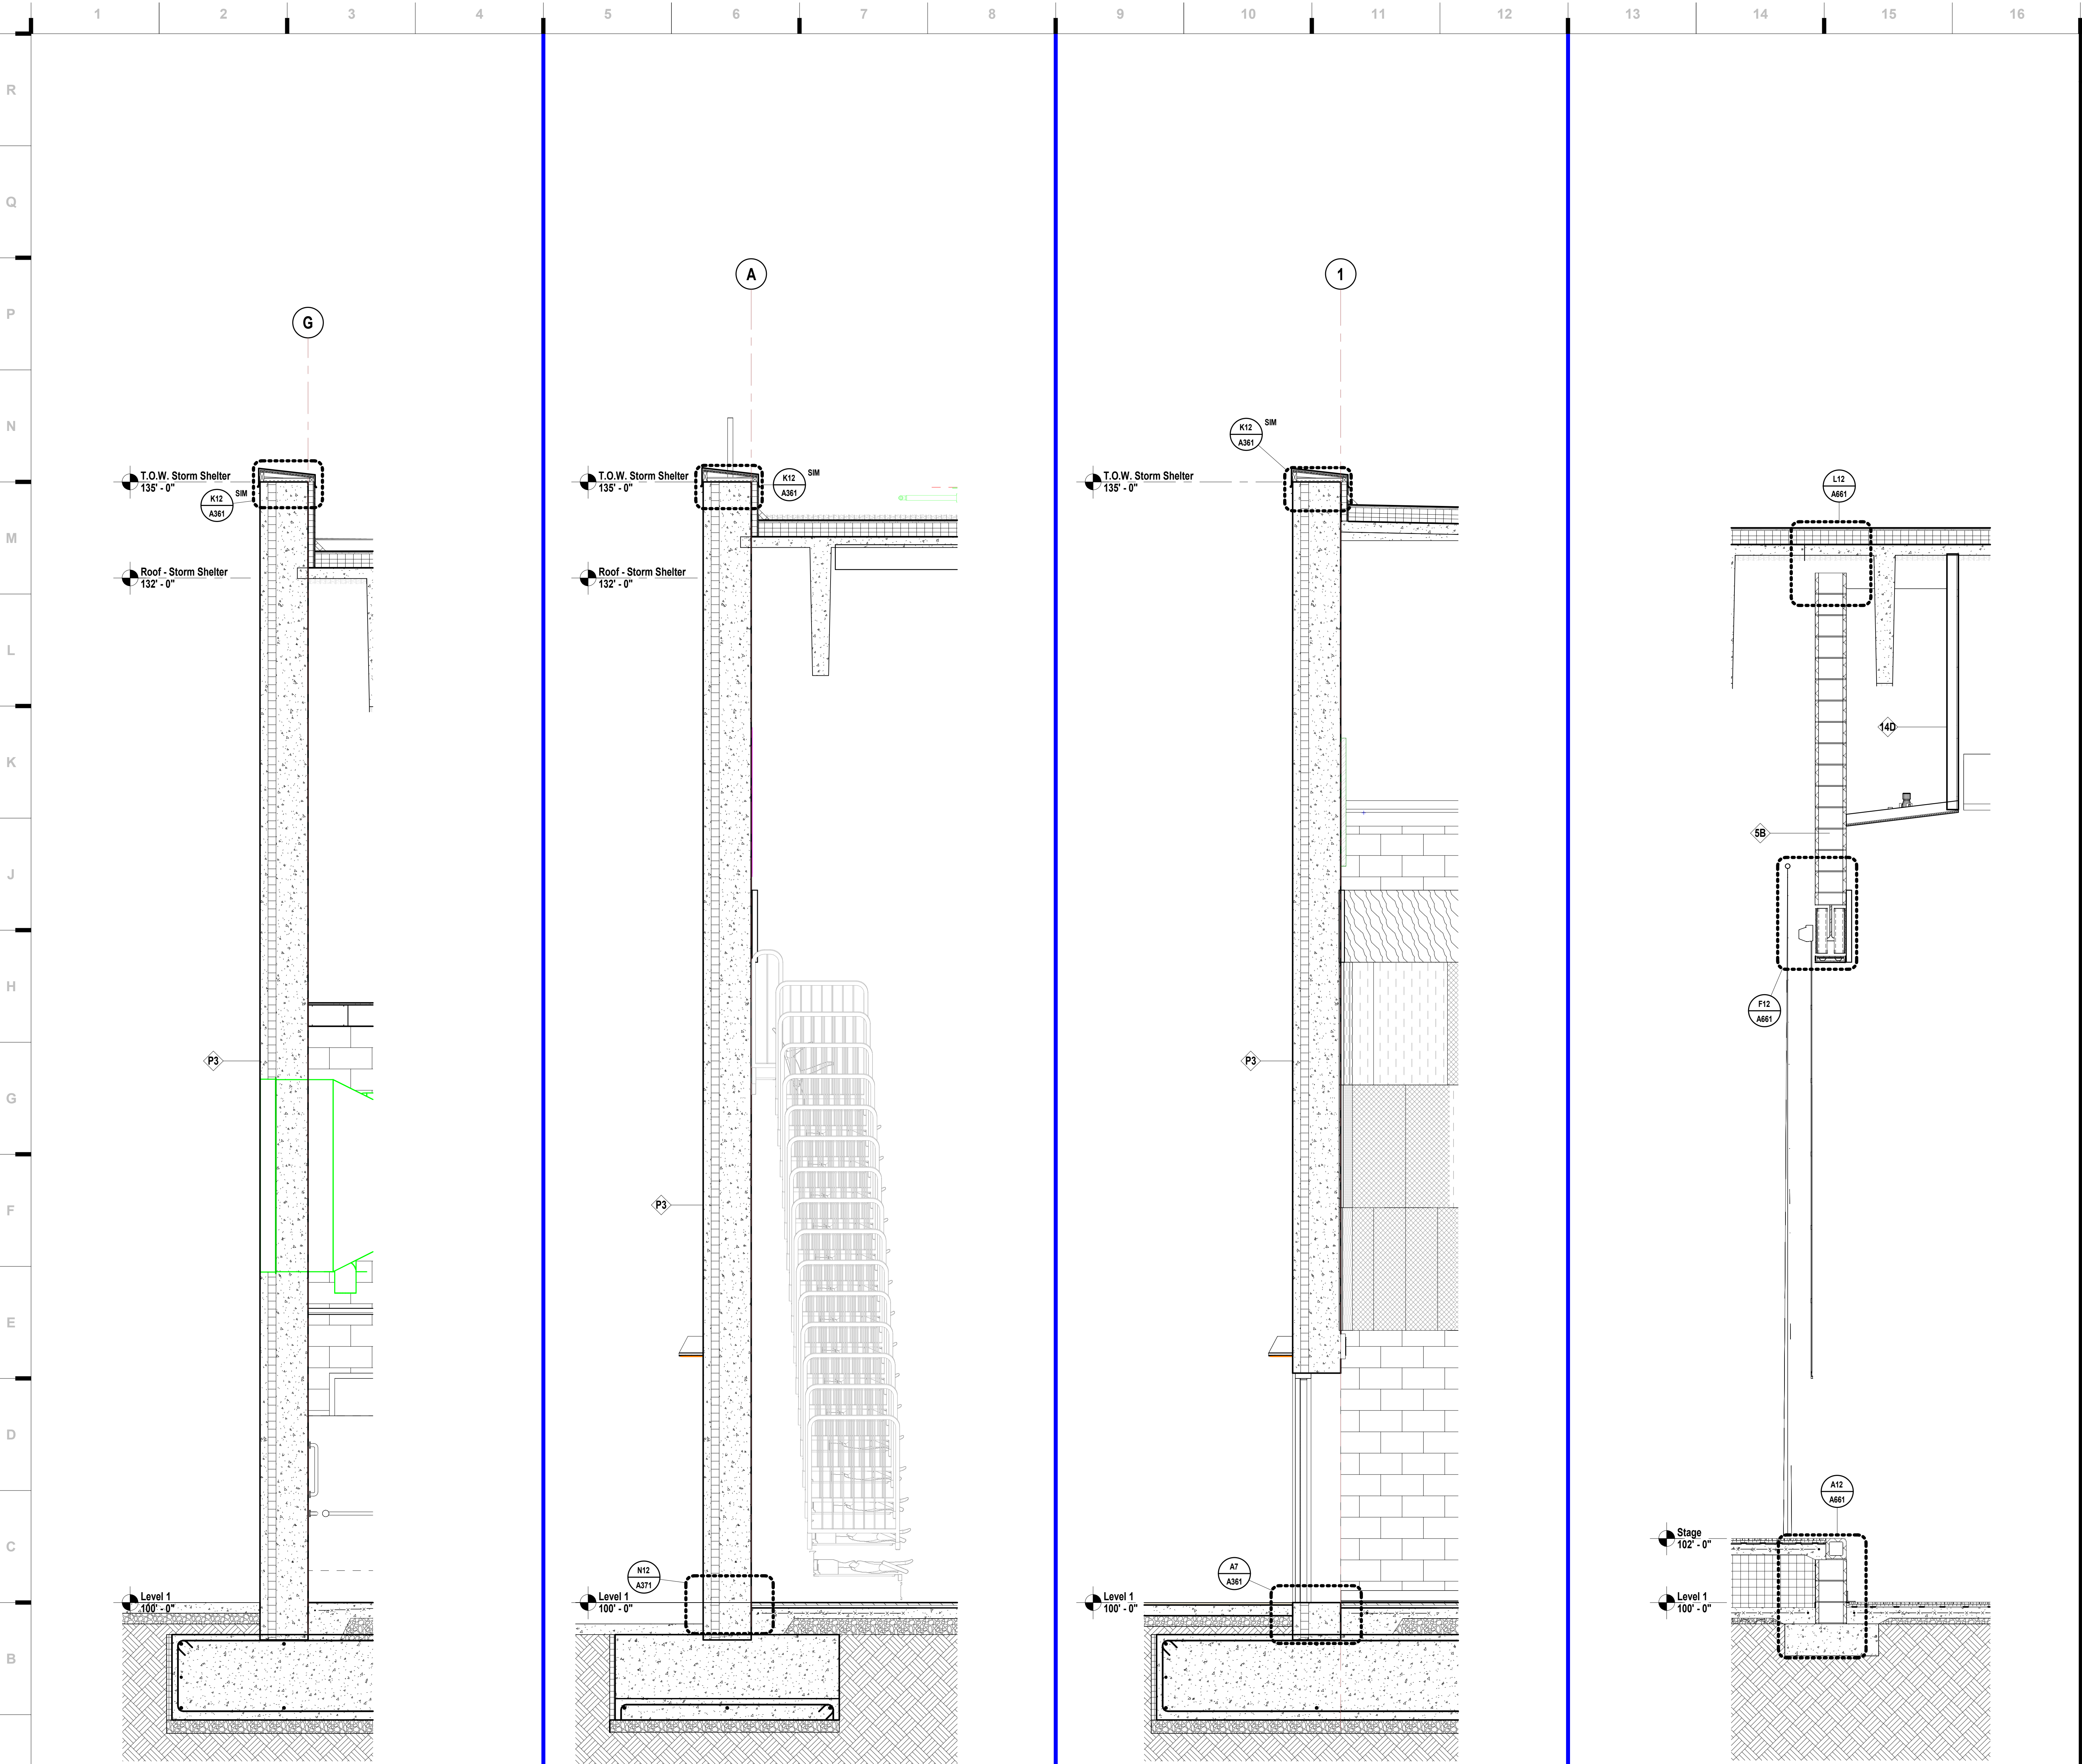 1 2 3 4 5 6 7 8 9 10 11 12 13 14 15 16
R
Q
P
N
M
L
K
J
H
G
F
E
D
C
B
G
T.O.W. Storm Shelter
135' - 0"
K12
A361
SIM
Roof - Storm Shelter
132' - 0"
P3
Level 1
100' - 0"
A
T.O.W. Storm Shelter
135' - 0"
K12
A361
SIM
Roof - Storm Shelter
132' - 0"
P3
N12
A371
Level 1
100' - 0"
1
K12
A361
SIM
T.O.W. Storm Shelter
135' - 0"
P3
A7
A361
Level 1
100' - 0"
L12
A661
14D
5B
F12
A661
A12
A661
Stage
102' - 0"
Level 1
100' - 0"